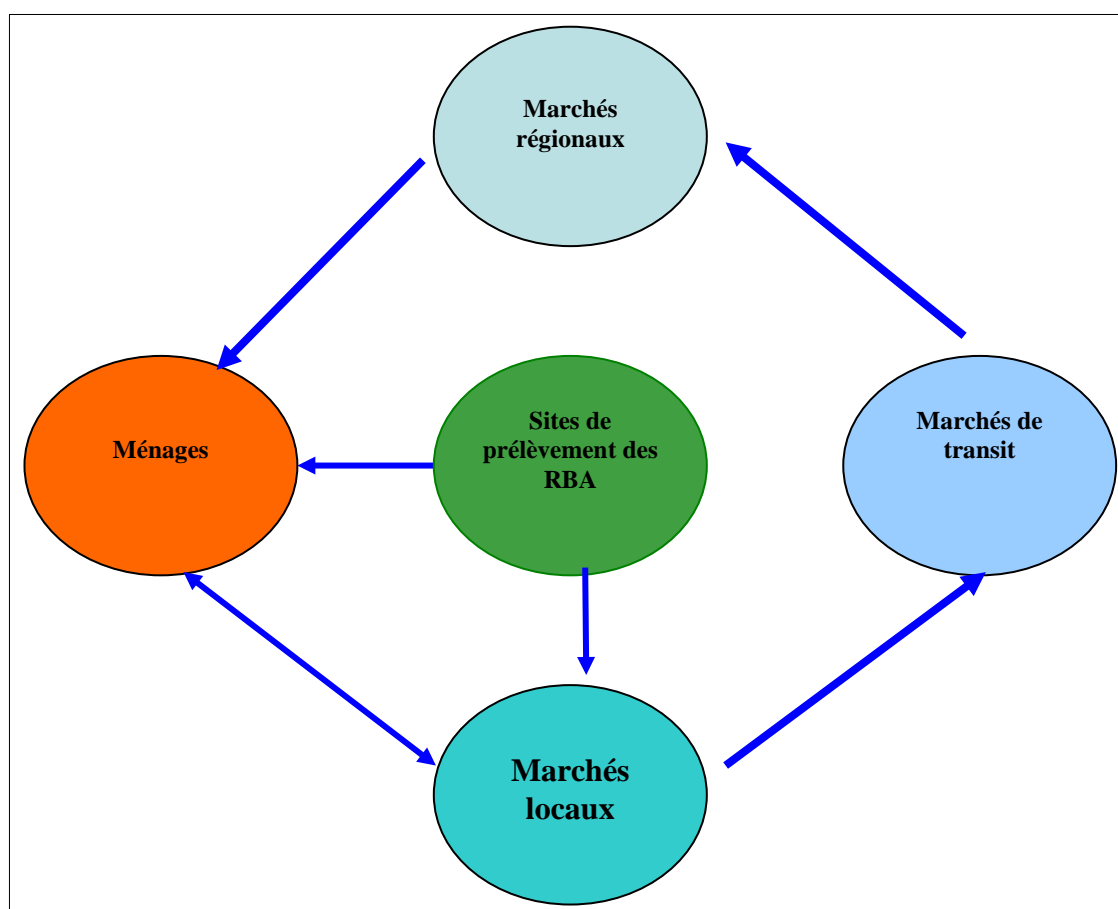 Marchés
régionaux
Ménages
Sites de
prélèvement des
RBA
Marchés de
transit
Marchés
locaux